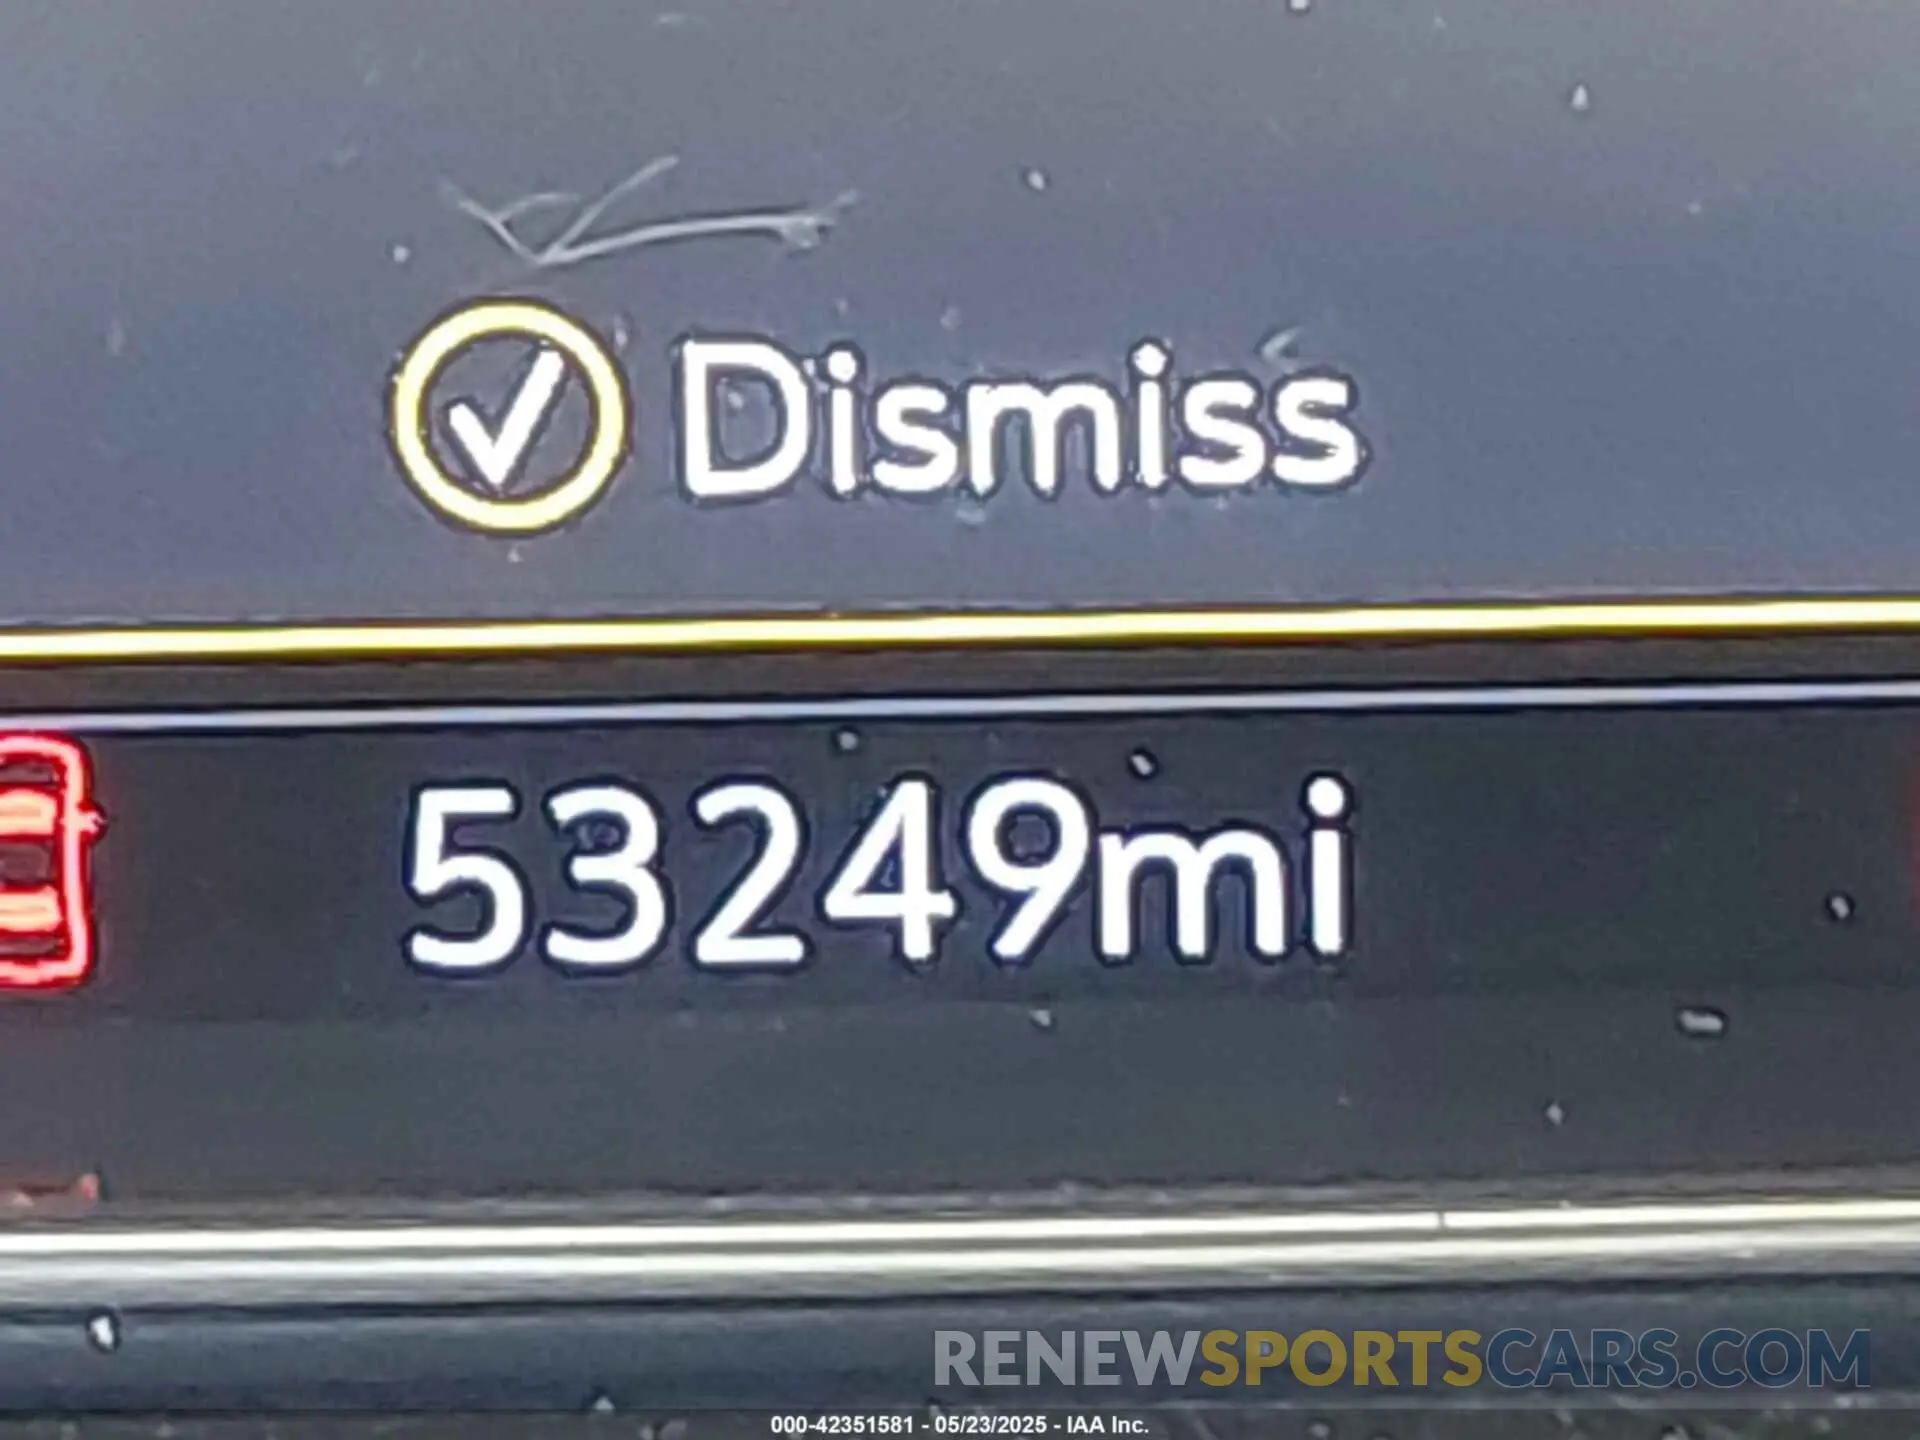 Dismiss
53249mi
RENEWSPORTSCARS.COM
000-42351581 - 05/23/2025 - IAA Inc.